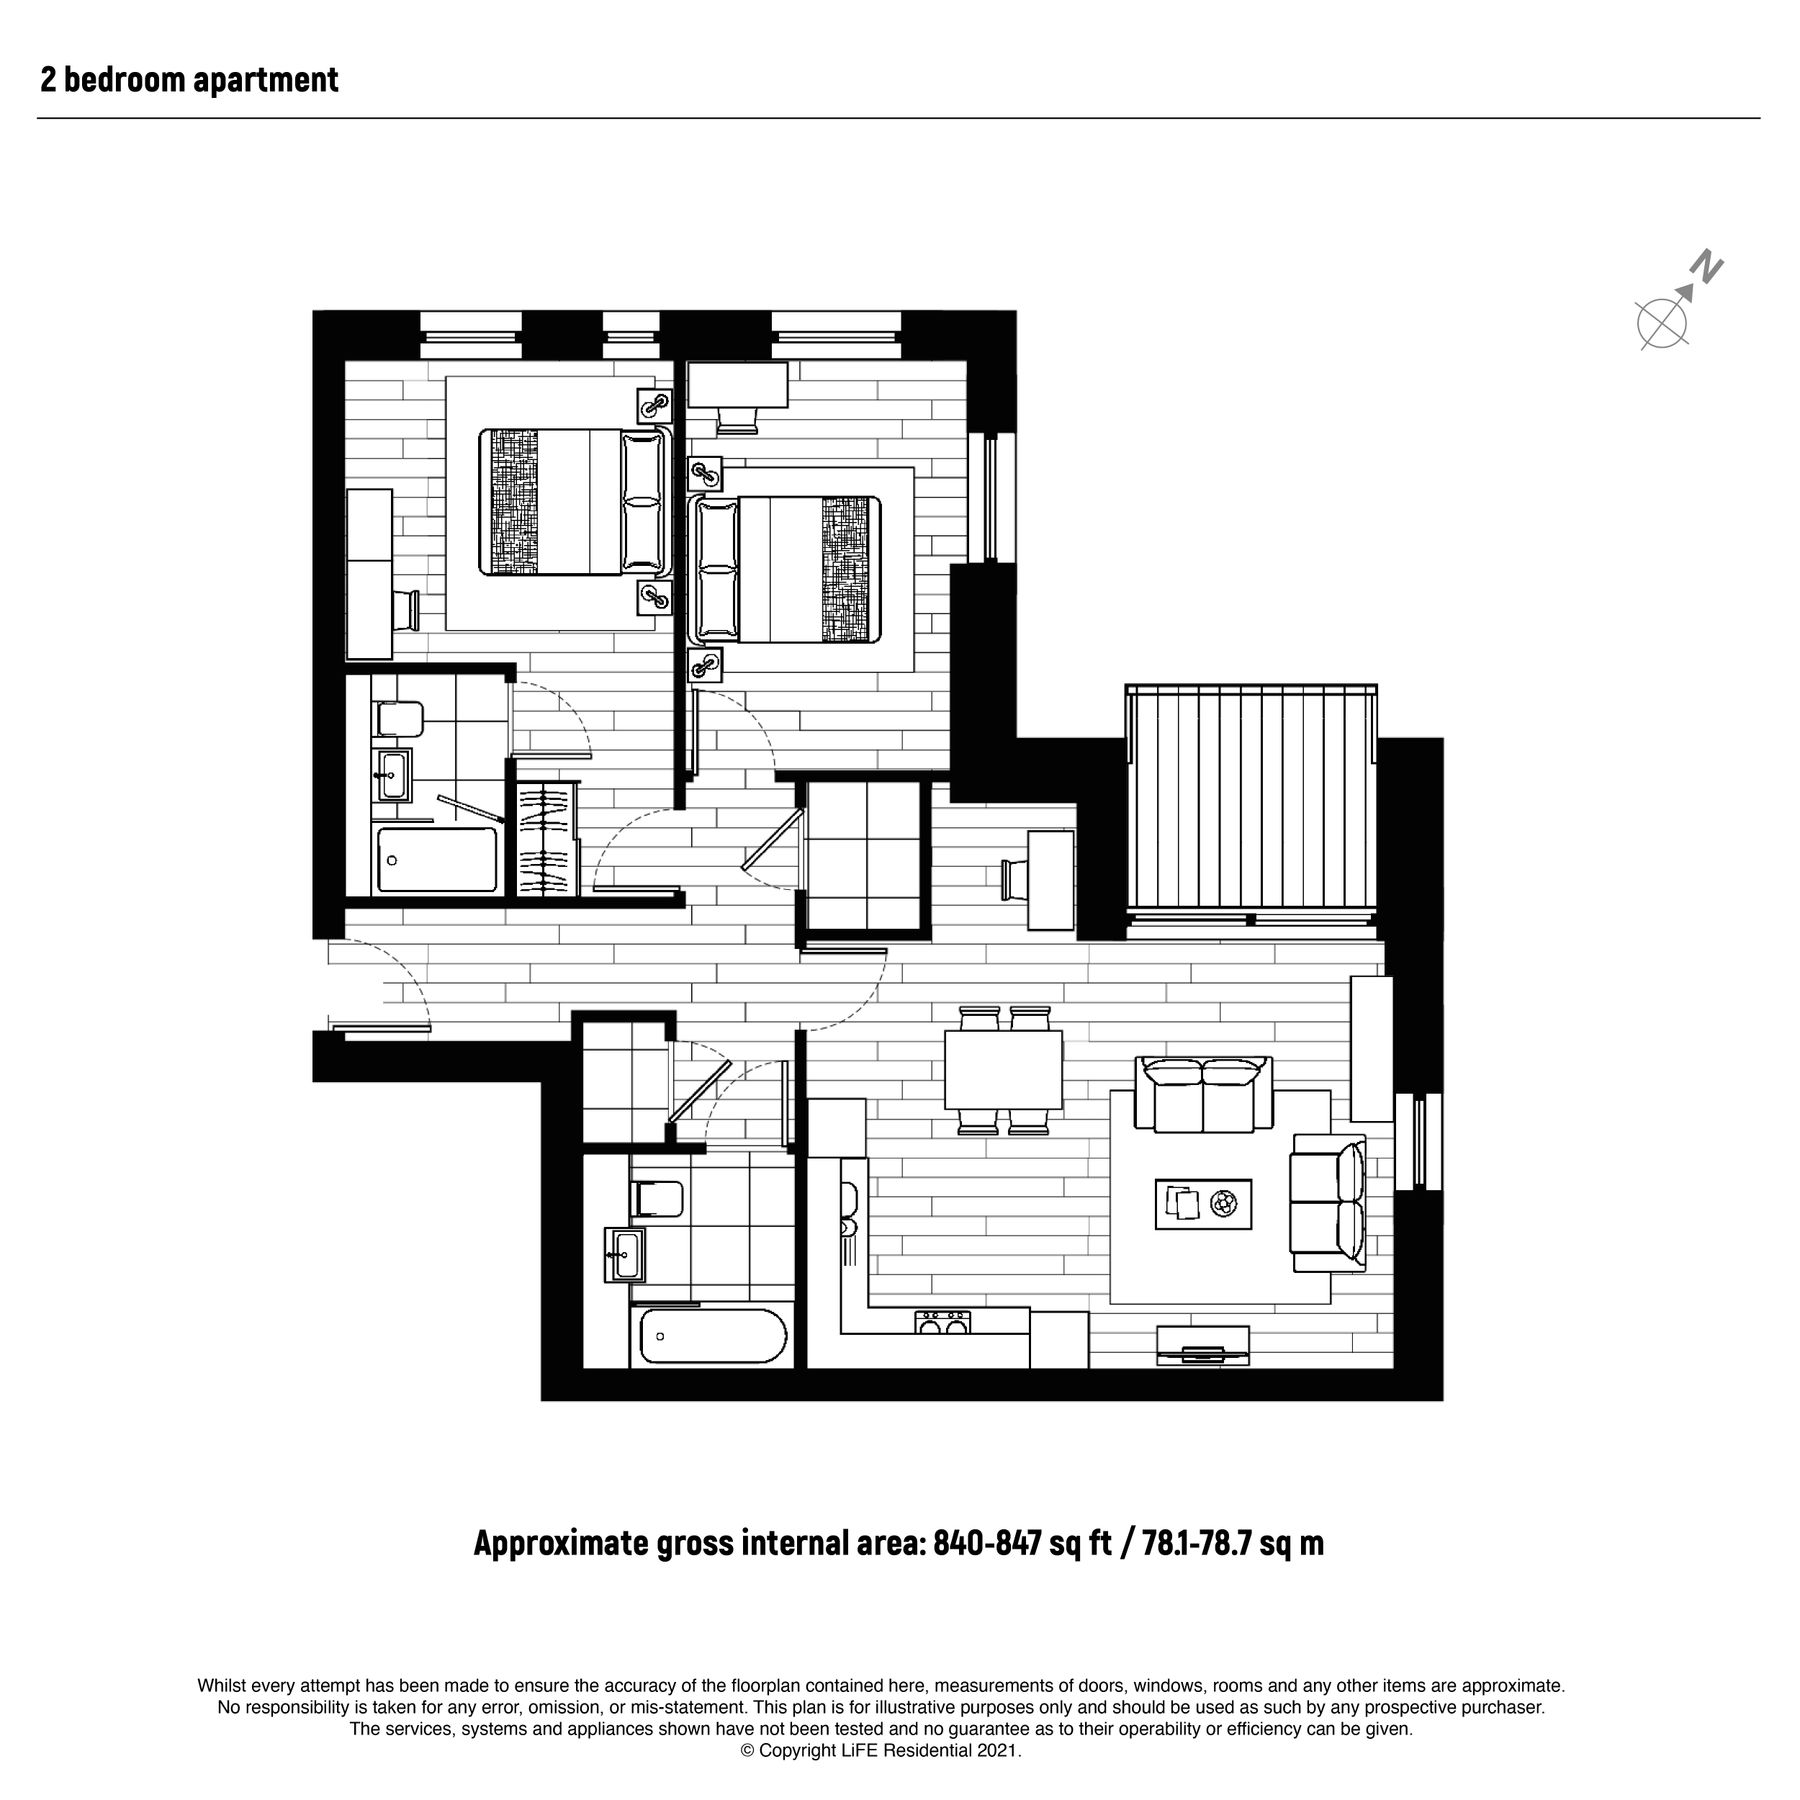 2 bedroom apartment
N
Approximate gross internal area: 840-847 sq ft / 78.1-78.7 sq m
Whilst every attempt has been made to ensure the accuracy of the floorplan contained here, measurements of doors, windows, rooms and any other items are approximate.
No responsibility is taken for any error, omission, or mis-statement. This plan is for illustrative purposes only and should be used as such by any prospective purchaser.
The services, systems and appliances shown have not been tested and no guarantee as to their operability or efficiency can be given.
© Copyright LiFE Residential 2021.